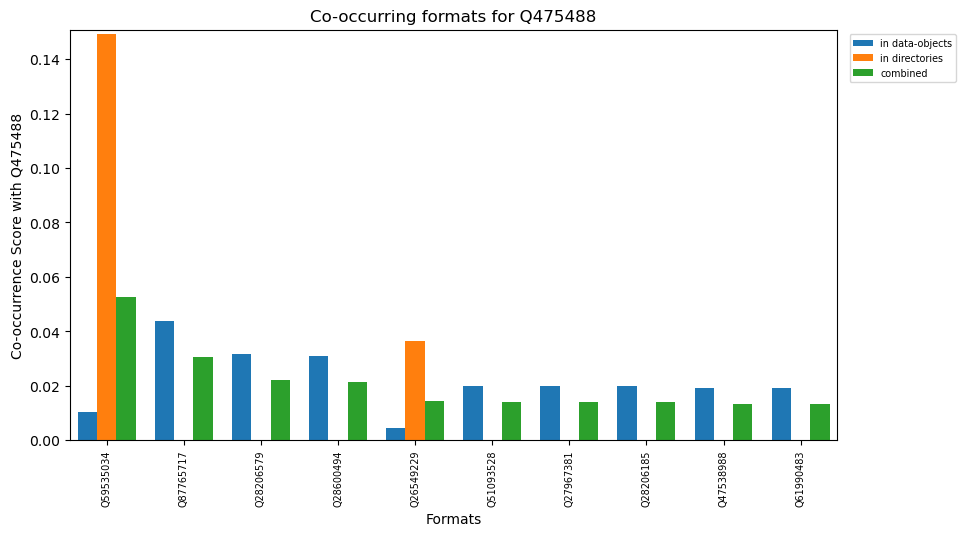 Co-occurring formats for Q475488
in data-objects
in directories
combined
Co-occurrence Score with Q475488
0.14
0.12
0.10
0.08
0.06
0.04
0.02
0.00
Q59535034
Q87765717
Q28206579
Q28600494
Q26549229
Q51093528
Q27967381
Q28206185
Q47538988
Q61990483
Formats